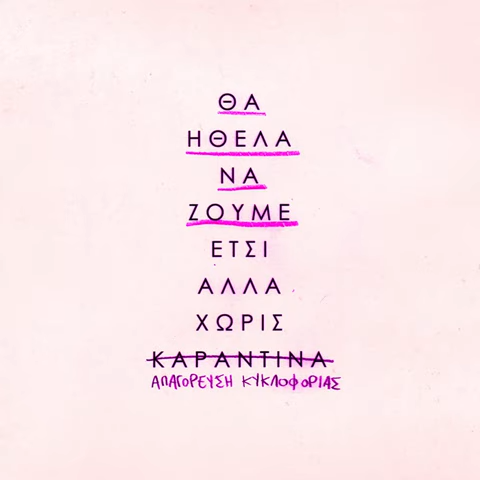 ΘΑ
ΗΘΕΛΑ
ΝΑ
ΖΟΥΜΕ
ΕΤΣΙ
ΑΛΛΑ
ΧΩΡΙΣ
ΚΑΡΑΝΤΙΝΑ
ΑΠΑΓΟΡΕΥΣΗ ΚΥΚΛΟΦΟΡΙΑΣ